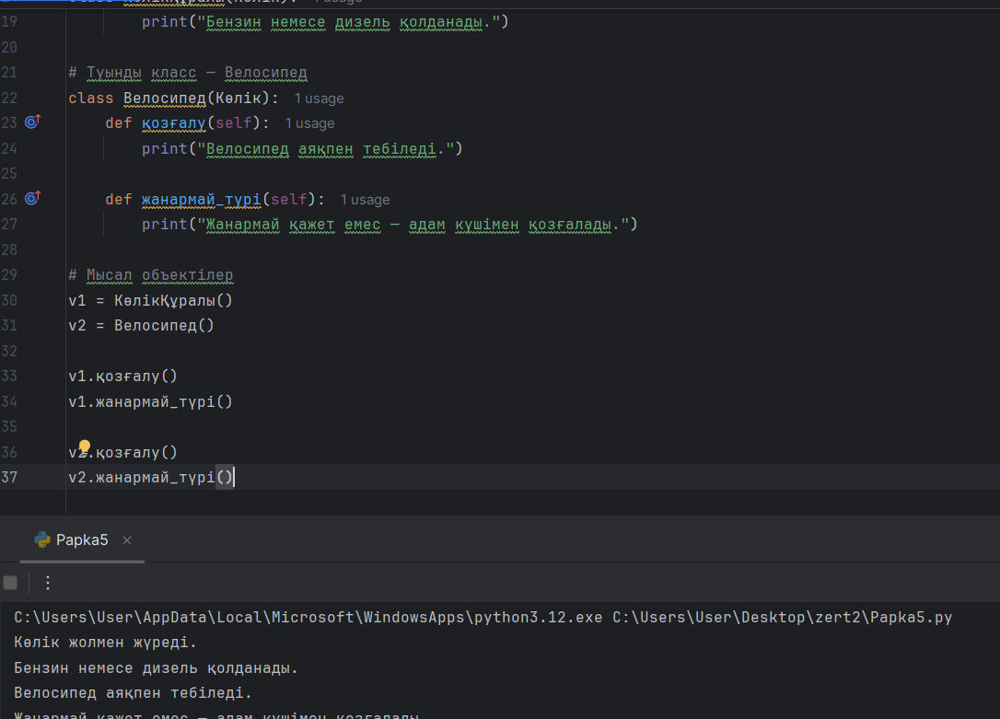 class КөлікҚұралы(Көлік): 1 usage
19 print("Бензин немесе дизель қолданады.")
20
21 # Туынды класс — Велосипед
22 class Велосипед(Көлік): 1 usage
23 def қозғалу(self): 1 usage
24 print("Велосипед аяқпен тебіледі.")
25
26 def жанармай_түрі(self): 1 usage
27 print("Жанармай қажет емес — адам күшімен қозғалады.")
28
29 # Мысал объектілер
30 v1 = КөлікҚұралы()
31 v2 = Велосипед()
32
33 v1.қозғалу()
34 v1.жанармай_түрі()
35
36 v2.қозғалу()
37 v2.жанармай_түрі()
Papka5
C:\Users\User\AppData\Local\Microsoft\WindowsApps\python3.12.exe C:\Users\User\Desktop\zert2\Papka5.py
Көлік жолмен жүреді.
Бензин немесе дизель қолданады.
Велосипед аяқпен тебіледі.
Жанармай қажет емес — адам күшімен қозғалады.